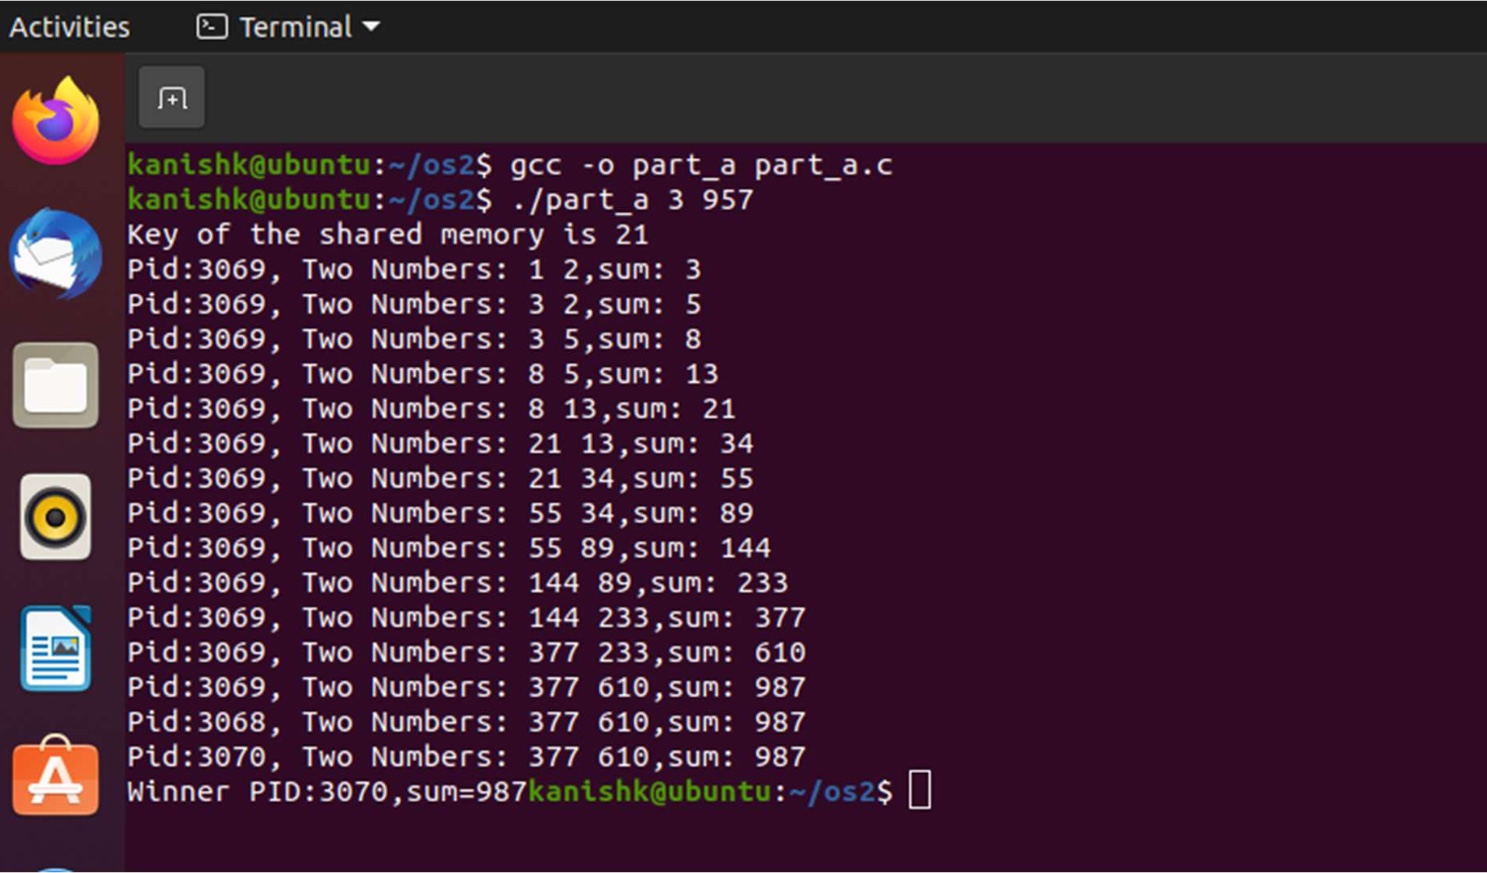 Activities Terminal
kanishk@ubuntu:~/os2$ gcc -o part_a part_a.c
kanishk@ubuntu:~/os2$ ./part_a 3 957
Key of the shared memory is 21
Pid:3069, Two Numbers: 1 2,sum: 3
Pid:3069, Two Numbers: 3 2,sum: 5
Pid:3069, Two Numbers: 3 5,sum: 8
Pid:3069, Two Numbers: 8 5,sum: 13
Pid:3069, Two Numbers: 8 13,sum: 21
Pid:3069, Two Numbers: 21 13,sum: 34
Pid:3069, Two Numbers: 21 34,sum: 55
Pid:3069, Two Numbers: 55 34,sum: 89
Pid:3069, Two Numbers: 55 89,sum: 144
Pid:3069, Two Numbers: 144 89,sum: 233
Pid:3069, Two Numbers: 144 233,sum: 377
Pid:3069, Two Numbers: 377 233,sum: 610
Pid:3069, Two Numbers: 377 610,sum: 987
Pid:3068, Two Numbers: 377 610,sum: 987
Pid:3070, Two Numbers: 377 610,sum: 987
Winner PID:3070,sum=987kanishk@ubuntu:~/os2$